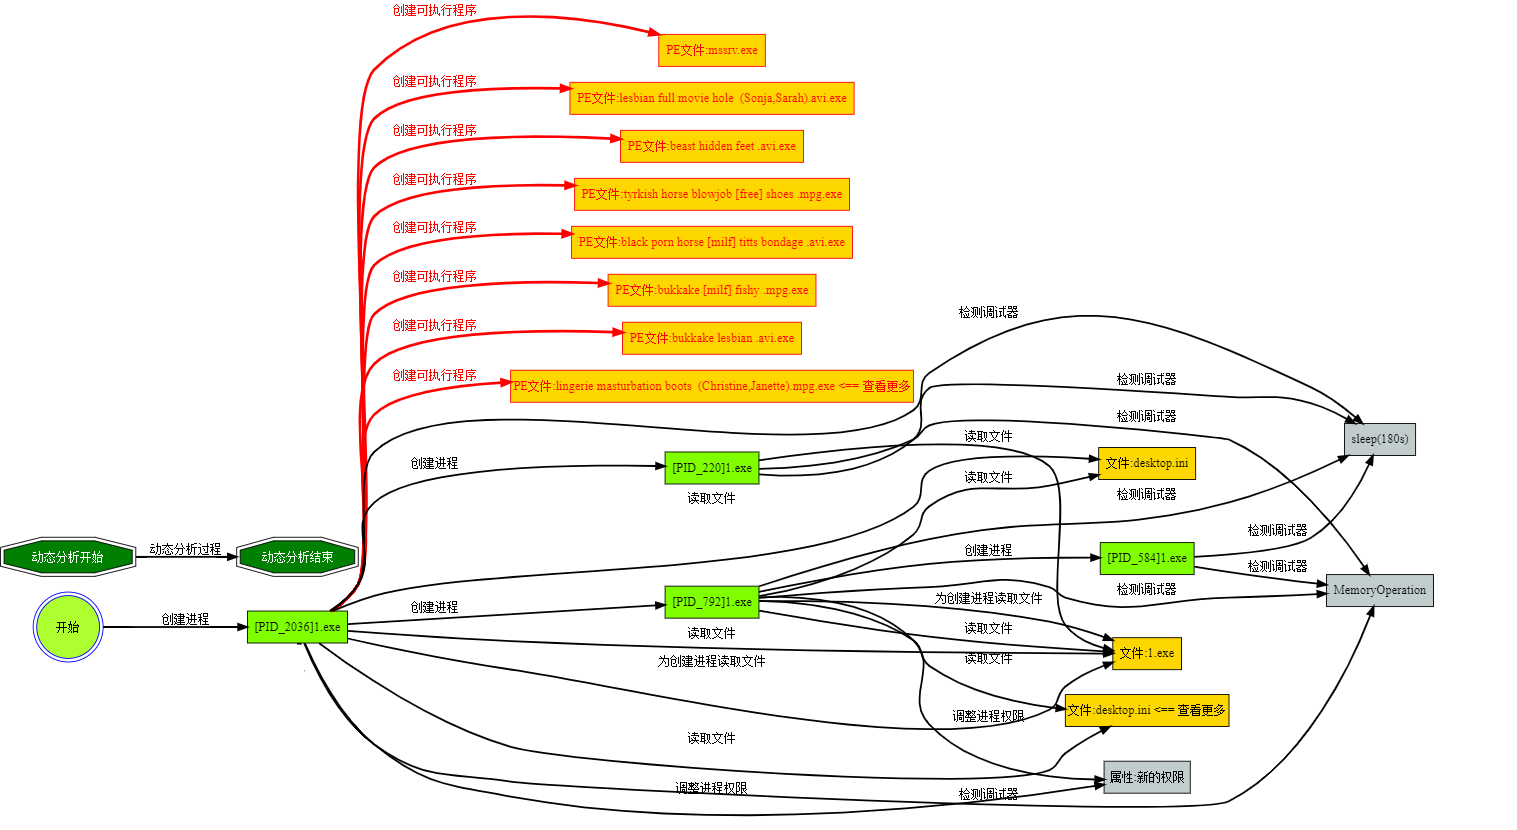 创建可执行程序
PE文件:mssrv.exe
创建可执行程序
PE文件:lesbian full movie hole  (Sonja,Sarah).avi.exe
创建可执行程序
PE文件:beast hidden feet .avi.exe
创建可执行程序
PE文件:tyrkish horse blowjob [free] shoes .mpg.exe
创建可执行程序
PE文件:black porn horse [milf] titts bondage .avi.exe
创建可执行程序
PE文件:bukkake [milf] fishy .mpg.exe
创建可执行程序
PE文件:bukkake lesbian .avi.exe
创建可执行程序
PE文件:lingerie masturbation boots  (Christine,Janette).mpg.exe <== 查看更多
检测调试器
检测调试器
检测调试器
读取文件
sleep(180s)
创建进程
[PID_220]1.exe
文件:desktop.ini
读取文件
读取文件
检测调试器
检测调试器
动态分析开始
动态分析过程
动态分析结束
创建进程
[PID_584]1.exe
检测调试器
MemoryOperation
检测调试器
开始
创建进程
[PID_2036]1.exe
创建进程
[PID_792]1.exe
为创建进程读取文件
读取文件
读取文件
文件:1.exe
为创建进程读取文件
读取文件
文件:desktop.ini <== 查看更多
调整进程权限
读取文件
属性:新的权限
调整进程权限
检测调试器